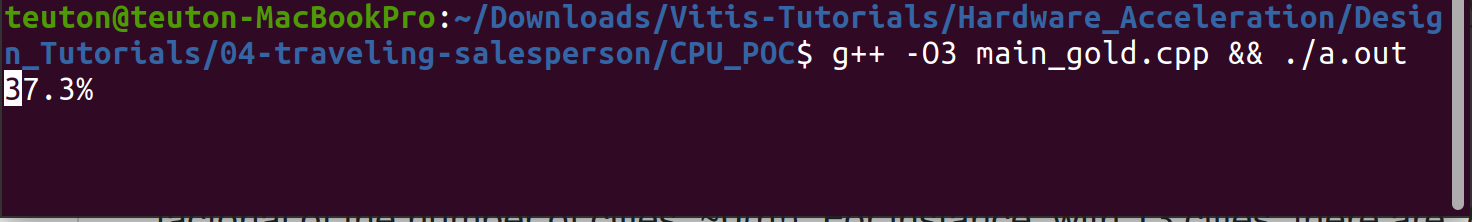 teuton@teuton-MacBookPro:~/Downloads/Vitis-Tutorials/Hardware_Acceleration/Desig
n_Tutorials/04-traveling-salesperson/CPU_POC$ g++ -O3 main_gold.cpp && ./a.out
37.3%